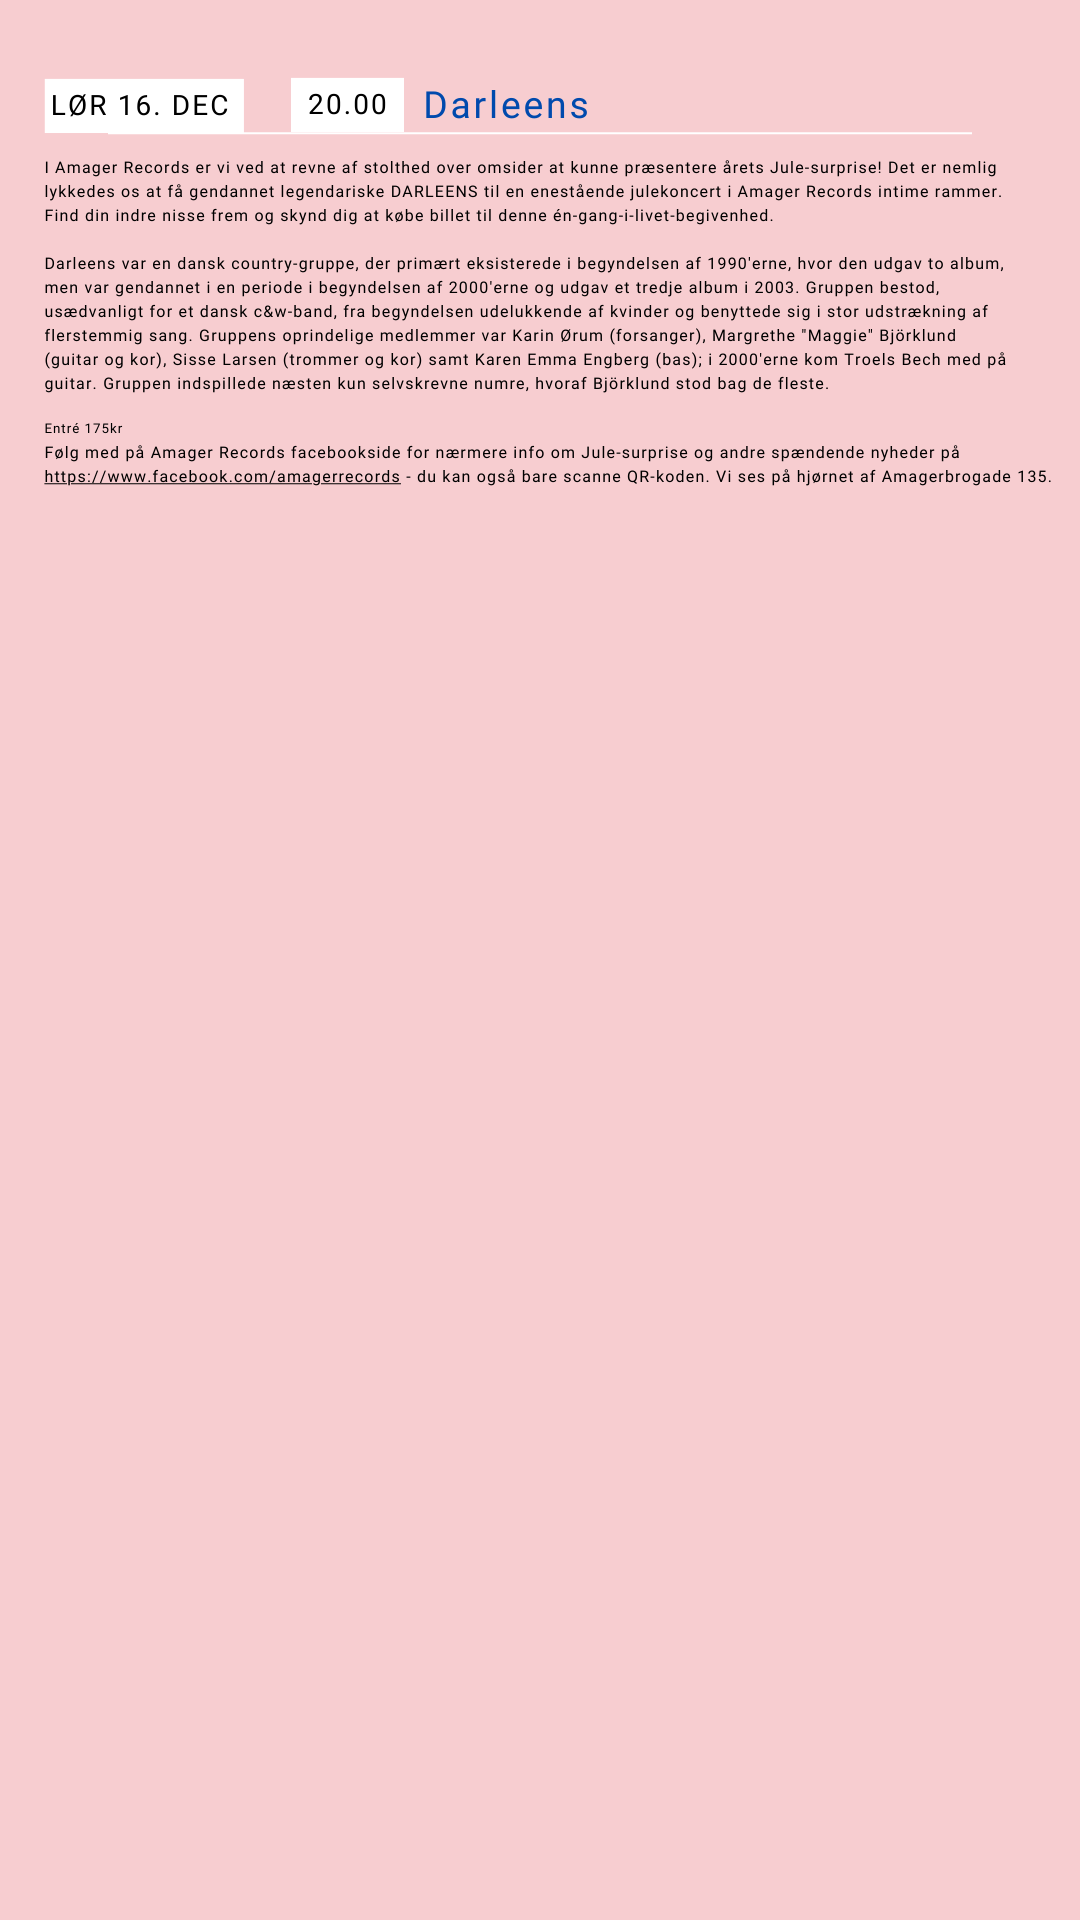 LØR 16. DEC 20.00 Darleens
I Amager Records er vi ved at revne af stolthed over omsider at kunne præsentere årets Jule-surprise! Det er nemlig
lykkedes os at få gendannet legendariske DARLEENS til en enestående julekoncert i Amager Records intime rammer.
Find din indre nisse frem og skynd dig at købe billet til denne én-gang-i-livet-begivenhed.
Darleens var en dansk country-gruppe, der primært eksisterede i begyndelsen af 1990'erne, hvor den udgav to album,
men var gendannet i en periode i begyndelsen af 2000'erne og udgav et tredje album i 2003. Gruppen bestod,
usædvanligt for et dansk c&w-band, fra begyndelsen udelukkende af kvinder og benyttede sig i stor udstrækning af
flerstemmig sang. Gruppens oprindelige medlemmer var Karin Ørum (forsanger), Margrethe "Maggie" Björklund
(guitar og kor), Sisse Larsen (trommer og kor) samt Karen Emma Engberg (bas); i 2000'erne kom Troels Bech med på
guitar. Gruppen indspillede næsten kun selvskrevne numre, hvoraf Björklund stod bag de fleste.
Entré 175kr
Følg med på Amager Records facebookside for nærmere info om Jule-surprise og andre spændende nyheder på
https://www.facebook.com/amagerrecords - du kan også bare scanne QR-koden. Vi ses på hjørnet af Amagerbrogade 135.